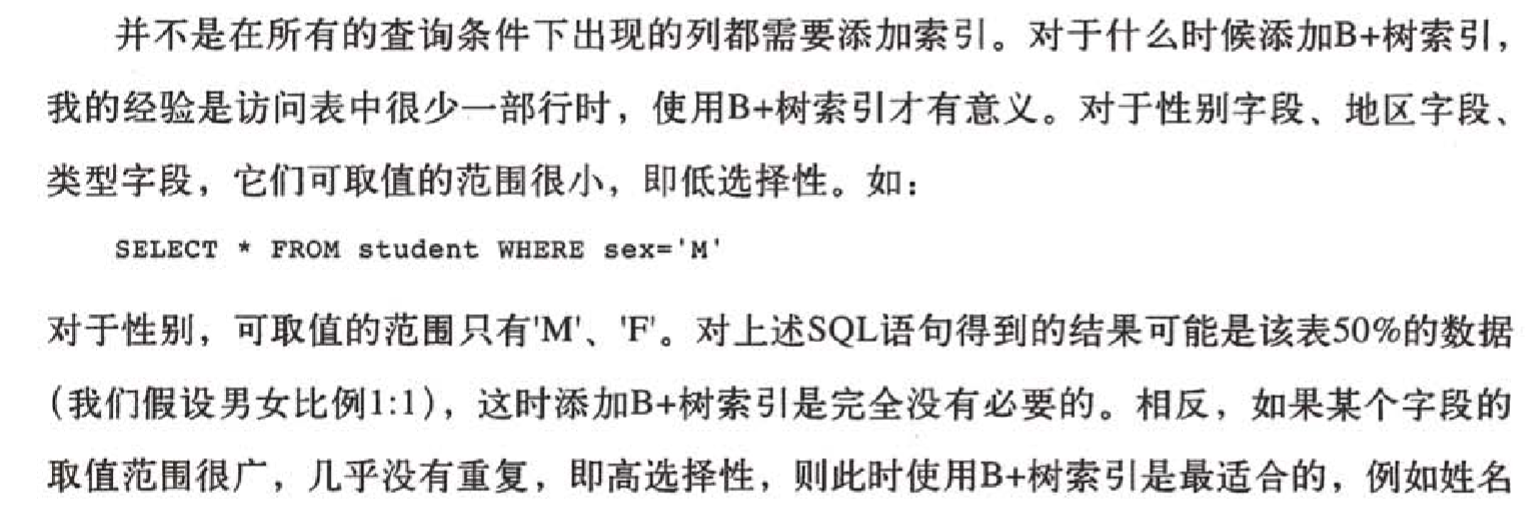 并不是在所有的查询条件下出现的列都需要添加索引。对于什么时候添加B+树索引，
我的经验是访问表中很少一部行时，使用B+树索引才有意义。对于性别字段、地区字段、
类型字段，它们可取值的范围很小，即低选择性。如：
SELECT * FROM student WHERE sex='M'
对于性别，可取值的范围只有'M'、'F'。对上述SQL语句得到的结果可能是该表50%的数据
（我们假设男女比例1:1），这时添加B+树索引是完全没有必要的。相反，如果某个字段的
取值范围很广，几乎没有重复，即高选择性，则此时使用B+树索引是最适合的，例如姓名